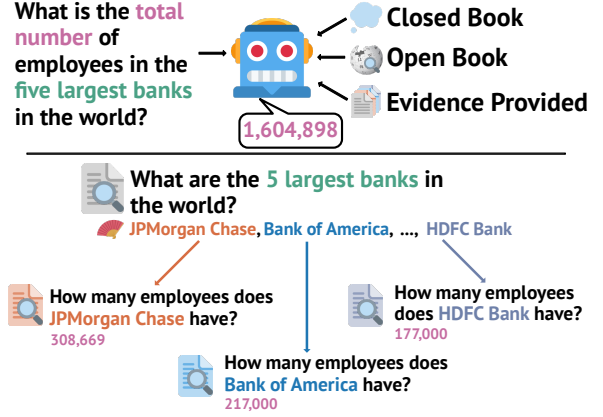 What is the total
number of
employees in the
five largest banks
in the world?
Closed Book
Open Book
Evidence Provided
1,604,898
What are the 5 largest banks in
the world?
JPMorgan Chase, Bank of America, ..., HDFC Bank
How many employees does
JPMorgan Chase have?
308,669
How many employees
does HDFC Bank have?
177,000
How many employees does
Bank of America have?
217,000